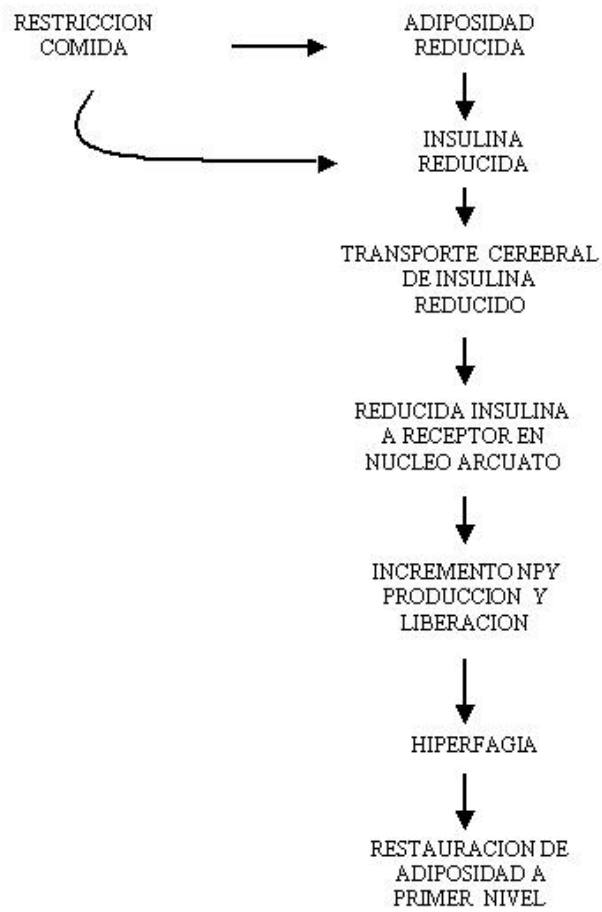 RESTRICCION
COMIDA
ADIPOSIDAD
REDUCIDA
INSULINA
REDUCIDA
TRANSPORTE CEREBRAL
DE INSULINA
REDUCIDO
REDUCIDA INSULINA
A RECEPTOR EN
NUCLEO ARCUATO
INCREMENTO NPY
PRODUCCION Y
LIBERACION
HIPERFAGIA
RESTAURACION DE
ADIPOSIDAD A
PRIMER NIVEL